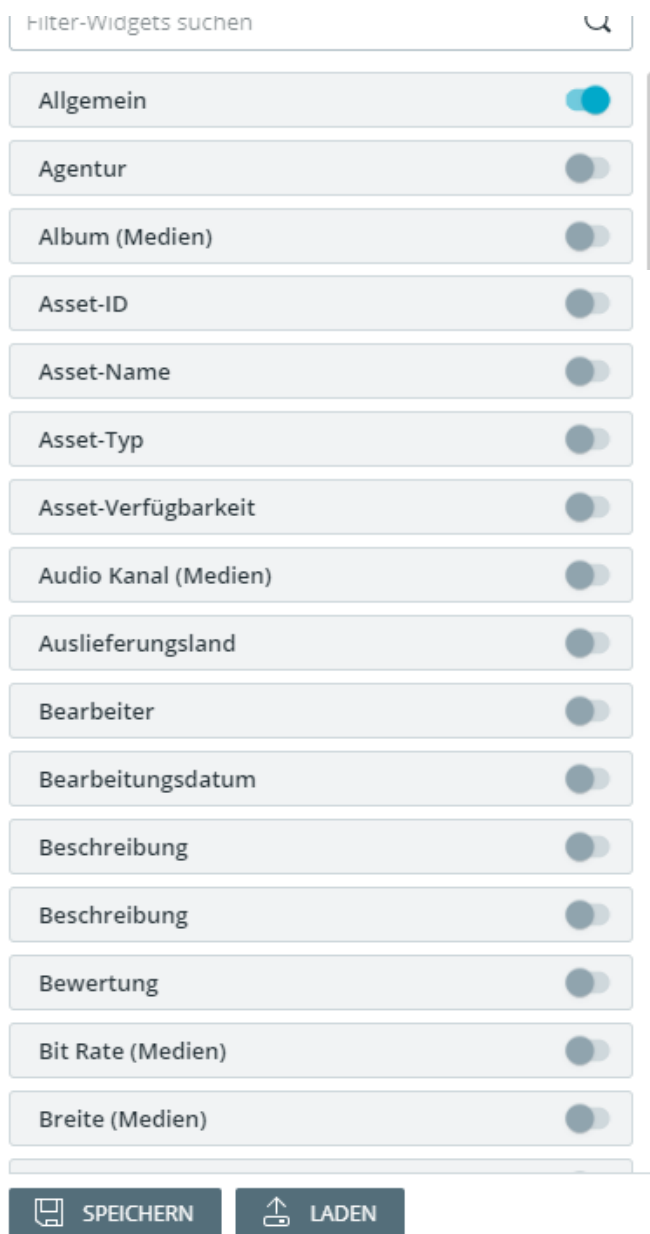 Filter-Widgets suchen
Allgemein
Agentur
Album (Medien)
Asset-ID
Asset-Name
Asset-Typ
Asset-Verfügbarkeit
Audio Kanal (Medien)
Auslieferungsland
Bearbeiter
Bearbeitungsdatum
Beschreibung
Beschreibung
Bewertung
Bit Rate (Medien)
Breite (Medien)
SPEICHERN LADEN